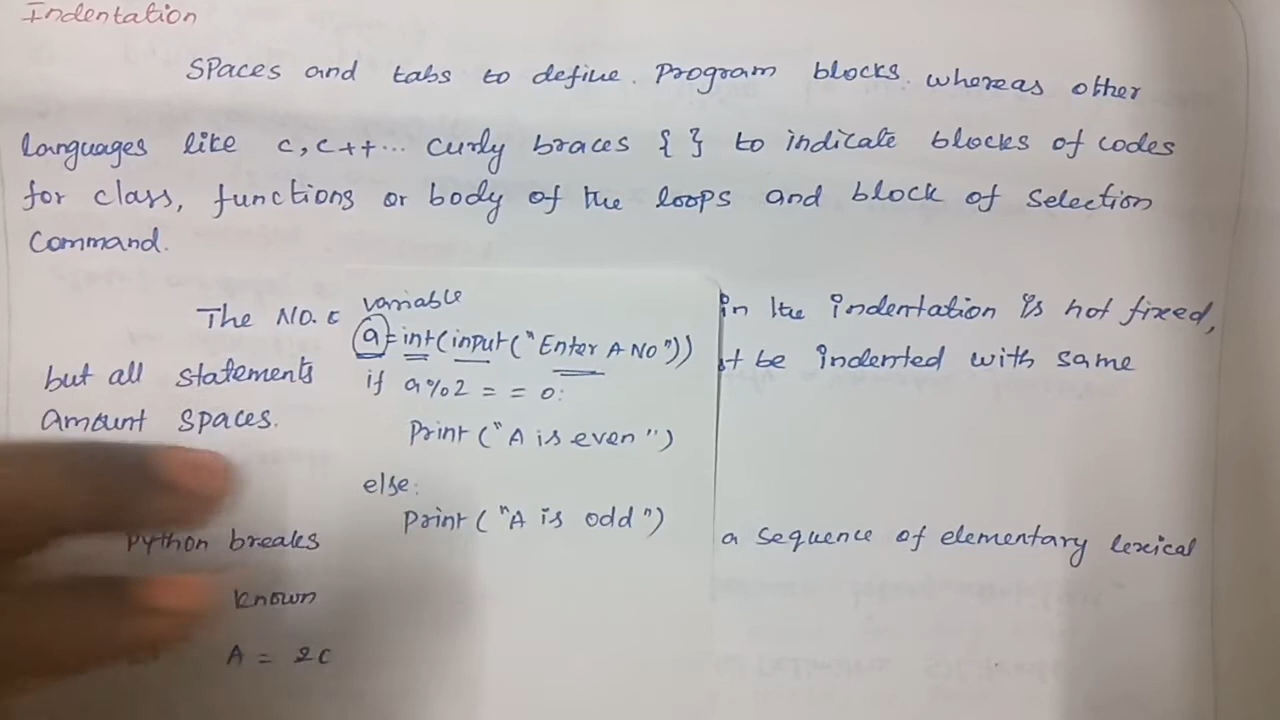 Indentation
Spaces and tabs to define. Program blocks. whereas other
languages like c, c++... curly braces { } to indicate blocks of codes
for class, functions or body of the loops and block of selection
command.
The No. in the indentation is not fixed,
but all statements be indented with same
amount spaces.
Python breaks a sequence of elementary lexical
known
A = 20
variable
a=int(input("Enter A No"))
if a%2 = = 0:
Print ("A is even")
else:
Print ("A is odd")